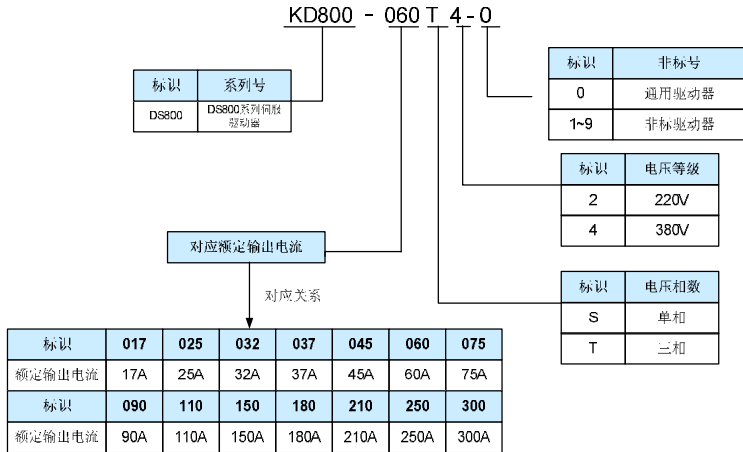 KD800 - 060 T 4 - 0
标识 系列号
DS800 DS800系列伺服
驱动器
标识 非标号
0 通用驱动器
1~9 非标驱动器
标识 电压等级
2 220V
4 380V
对应额定输出电流
对应关系
标识 电压相数
S 单相
T 三相
标识 017 025 032 037 045 060 075
额定输出电流 17A 25A 32A 37A 45A 60A 75A
标识 090 110 150 180 210 250 300
额定输出电流 90A 110A 150A 180A 210A 250A 300A